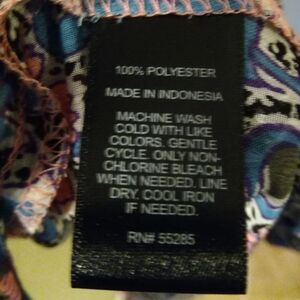 100% POLYESTER
MADE IN INDONESIA
MACHINE WASH
COLD WITH LIKE
COLORS. GENTLE
CYCLE. ONLY NON-
CHLORINE BLEACH
WHEN NEEDED. LINE
DRY. COOL IRON
IF NEEDED.
RN# 55285